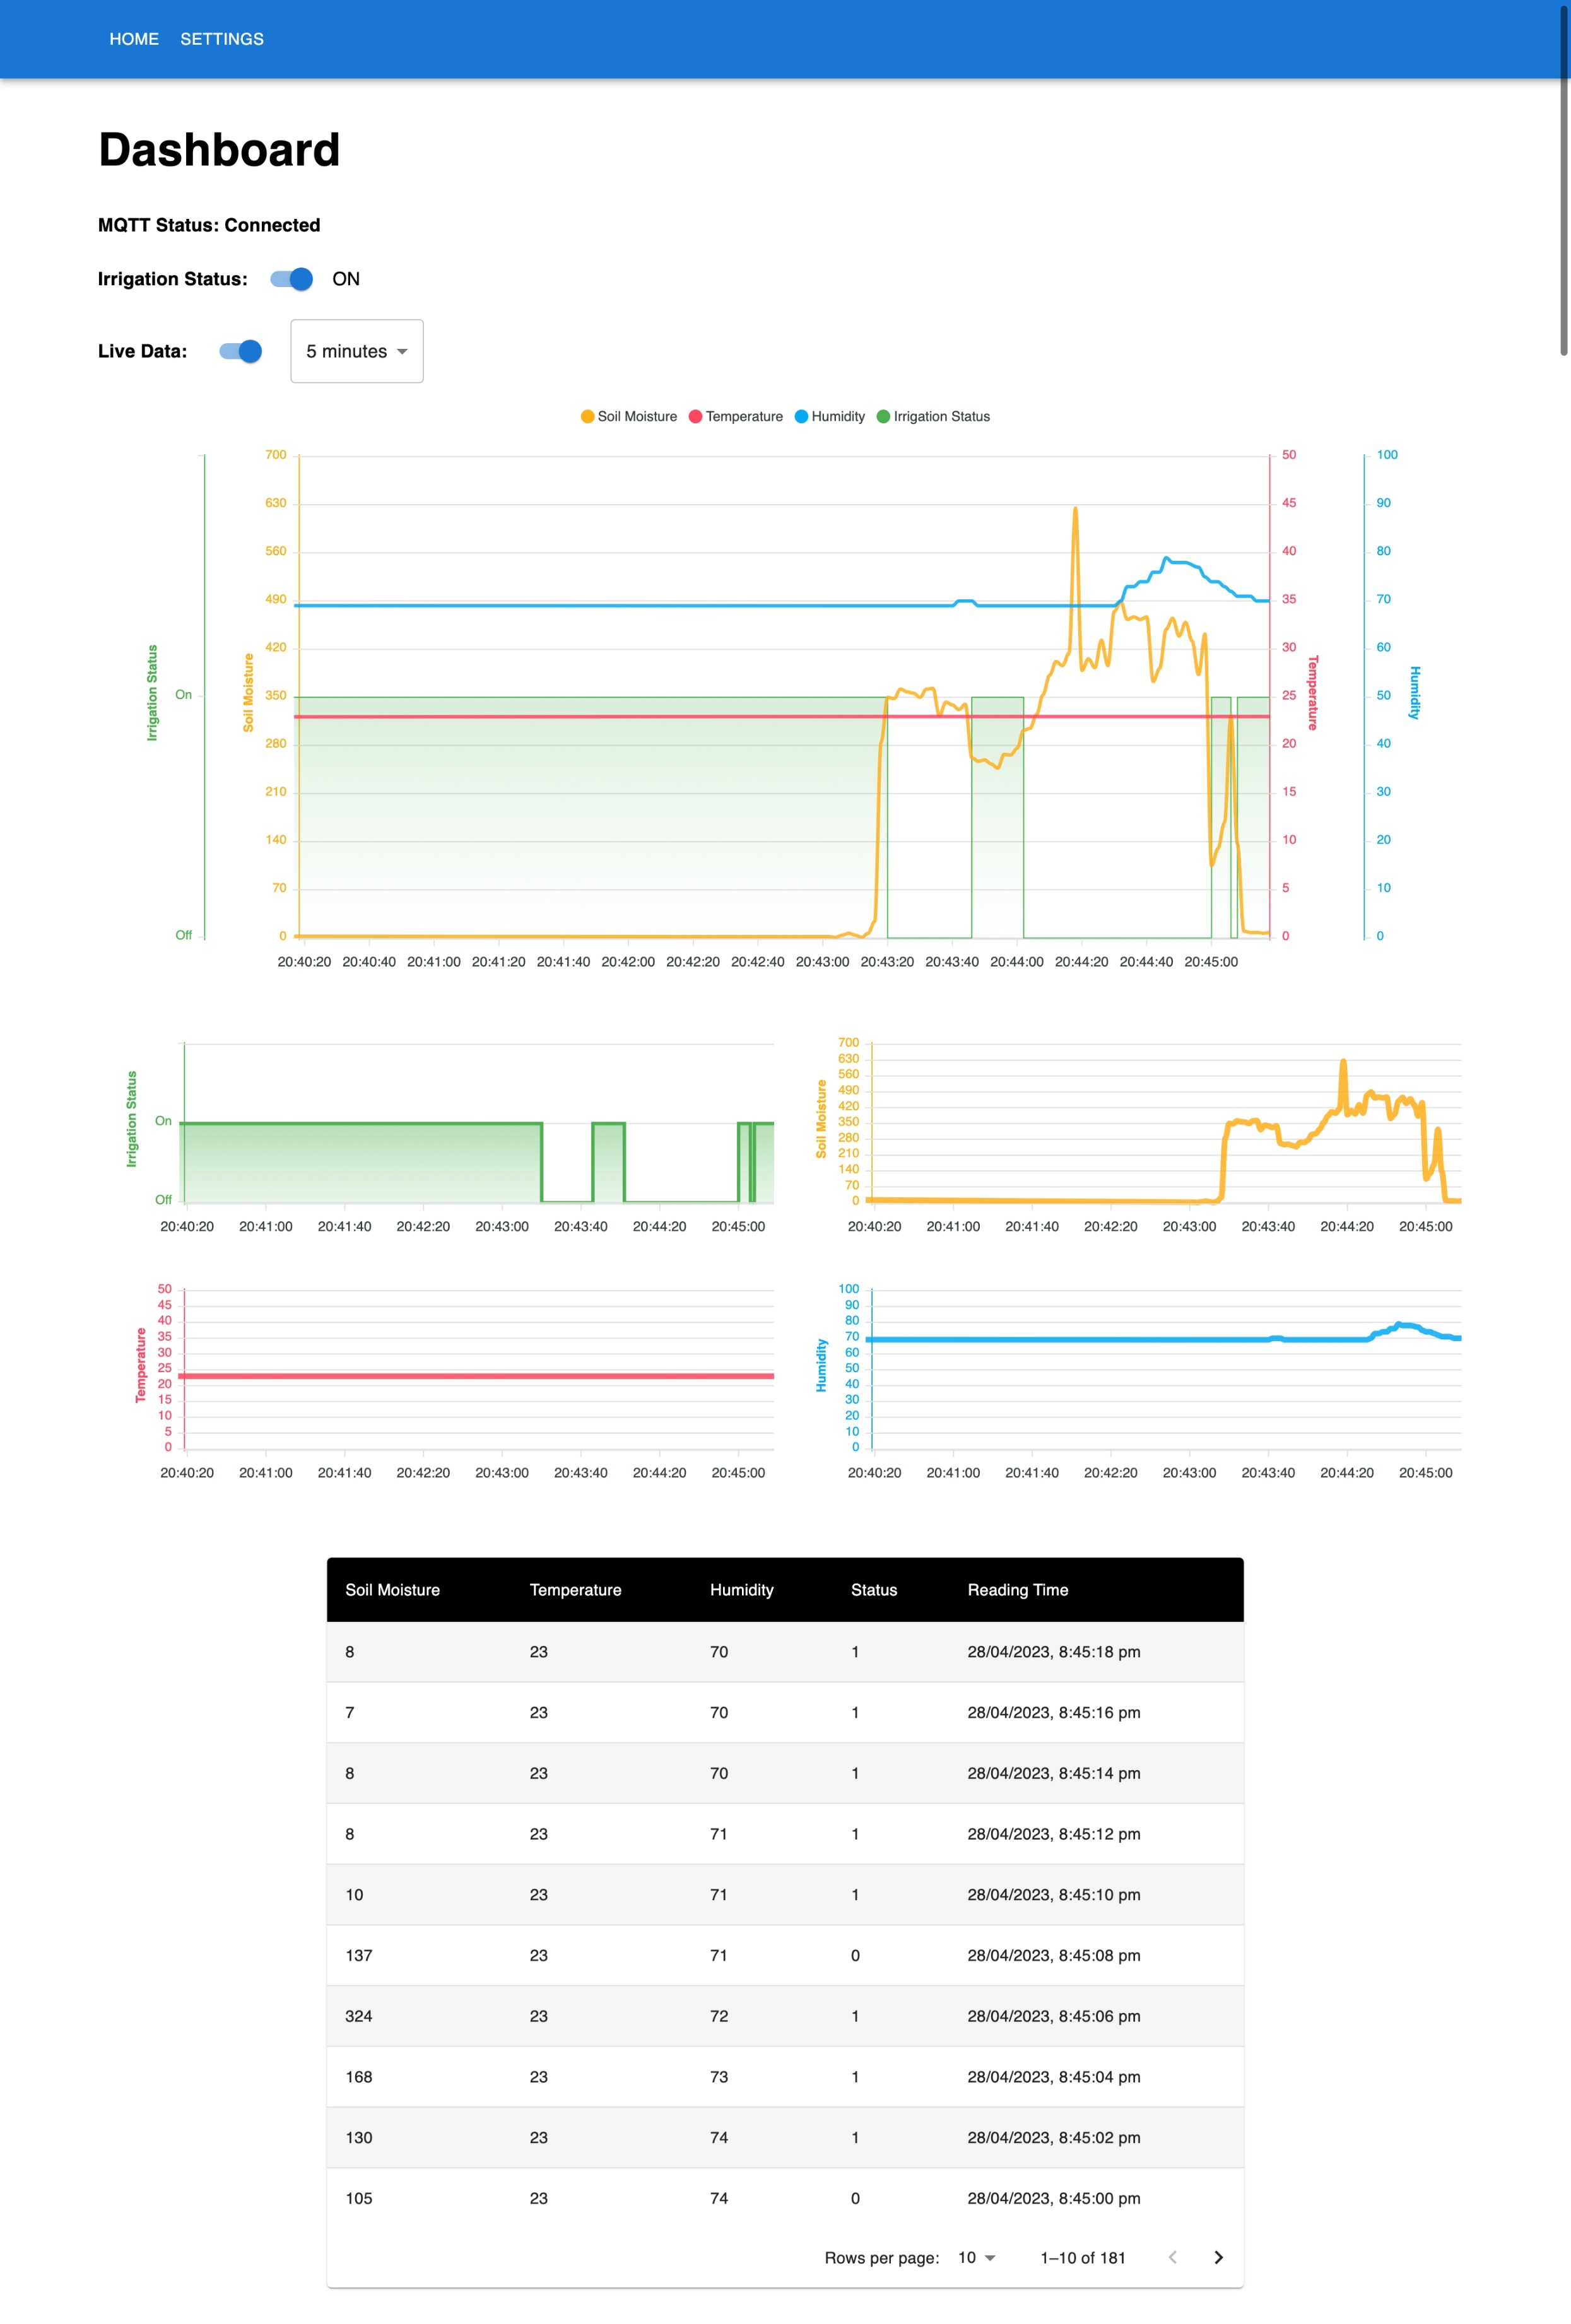 HOME SETTINGS
Dashboard
MQTT Status: Connected
Irrigation Status: ON
Live Data: 5 minutes
Soil Moisture Temperature Humidity Irrigation Status
Irrigation Status
On
Off
Soil Moisture
700
630
560
490
420
350
280
210
140
70
0
50
45
40
35
30
25
20
15
10
5
0
Temperature
100
90
80
70
60
50
40
30
20
10
0
Humidity
20:40:20 20:40:40 20:41:00 20:41:20 20:41:40 20:42:00 20:42:20 20:42:40 20:43:00 20:43:20 20:43:40 20:44:00 20:44:20 20:44:40 20:45:00
Irrigation Status
On
Off
20:40:20 20:41:00 20:41:40 20:42:20 20:43:00 20:43:40 20:44:20 20:45:00
Soil Moisture
700
630
560
490
420
350
280
210
140
70
0
20:40:20 20:41:00 20:41:40 20:42:20 20:43:00 20:43:40 20:44:20 20:45:00
Temperature
50
45
40
35
30
25
20
15
10
5
0
20:40:20 20:41:00 20:41:40 20:42:20 20:43:00 20:43:40 20:44:20 20:45:00
Humidity
100
90
80
70
60
50
40
30
20
10
0
20:40:20 20:41:00 20:41:40 20:42:20 20:43:00 20:43:40 20:44:20 20:45:00
Soil Moisture Temperature Humidity Status Reading Time
8 23 70 1 28/04/2023, 8:45:18 pm
7 23 70 1 28/04/2023, 8:45:16 pm
8 23 70 1 28/04/2023, 8:45:14 pm
8 23 71 1 28/04/2023, 8:45:12 pm
10 23 71 1 28/04/2023, 8:45:10 pm
137 23 71 0 28/04/2023, 8:45:08 pm
324 23 72 1 28/04/2023, 8:45:06 pm
168 23 73 1 28/04/2023, 8:45:04 pm
130 23 74 1 28/04/2023, 8:45:02 pm
105 23 74 0 28/04/2023, 8:45:00 pm
Rows per page: 10 1–10 of 181